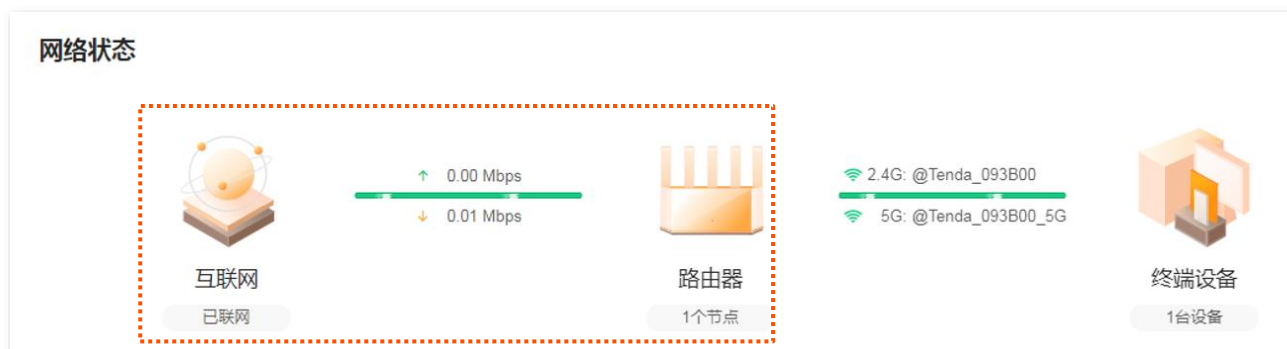 网络状态
↑ 0.00 Mbps
↓ 0.01 Mbps
2.4G: @Tenda_093B00
5G: @Tenda_093B00_5G
互联网
路由器
终端设备
已联网
1个节点
1台设备